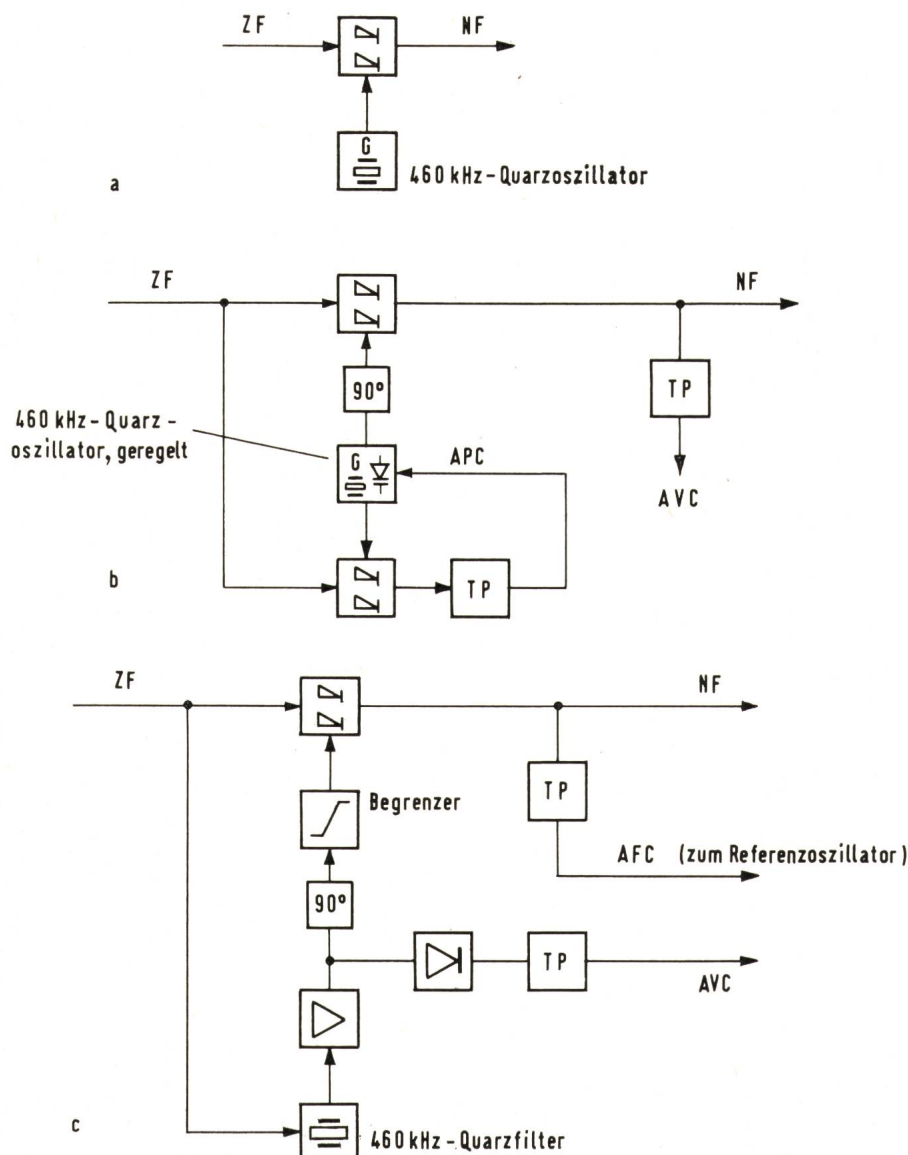 ZF
NF
G
460 kHz-Quarzoszillator
a
ZF
NF
90°
TP
460 kHz-Quarz-
oszillator, geregelt
G
APC
AVC
b
TP
ZF
NF
TP
Begrenzer
AFC (zum Referenzoszillator)
90°
TP
AVC
c
460 kHz-Quarzfilter